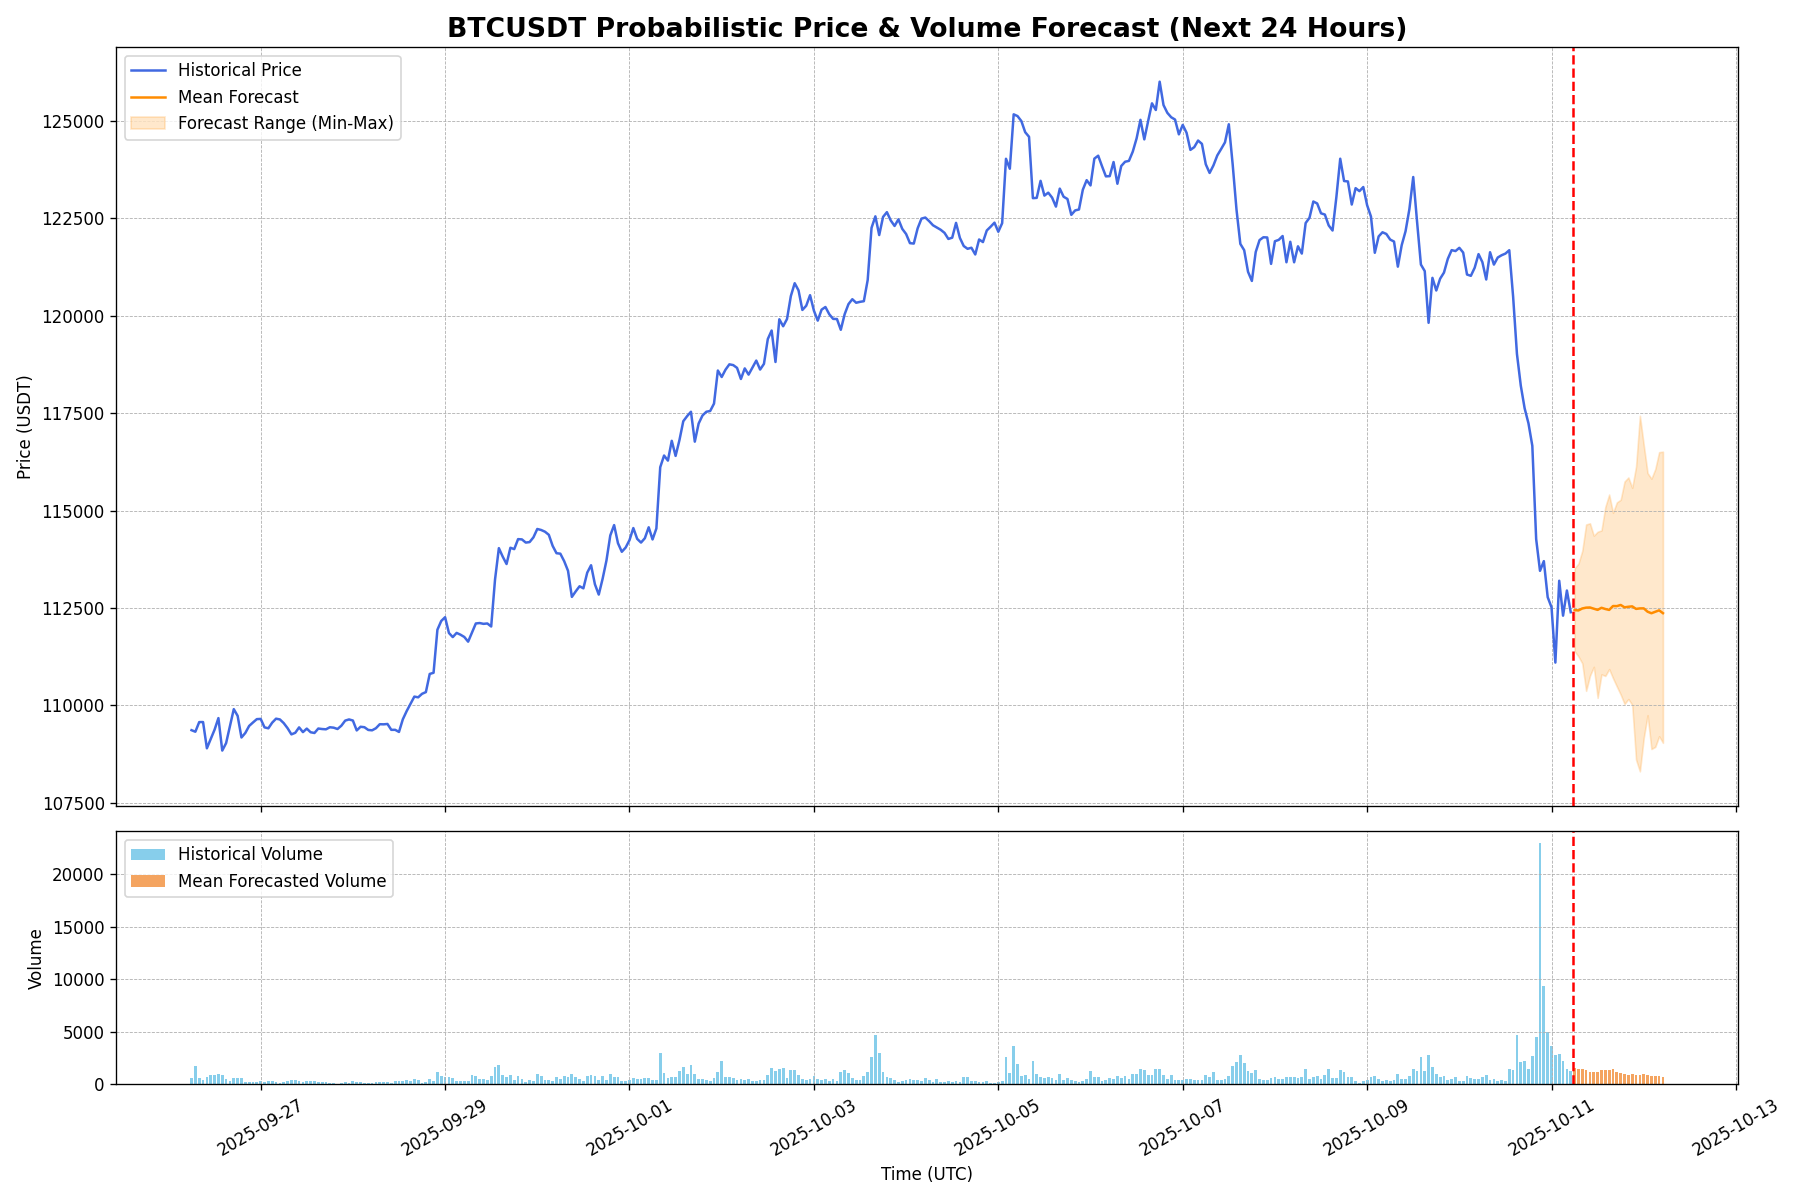 BTCUSDT Probabilistic Price & Volume Forecast (Next 24 Hours)
Historical Price
Mean Forecast
Forecast Range (Min-Max)
125000
122500
120000
117500
115000
112500
110000
107500
Price (USDT)
Historical Volume
Mean Forecasted Volume
20000
15000
10000
5000
0
Volume
2025-09-27
2025-09-29
2025-10-01
2025-10-03
2025-10-05
2025-10-07
2025-10-09
2025-10-11
2025-10-13
Time (UTC)